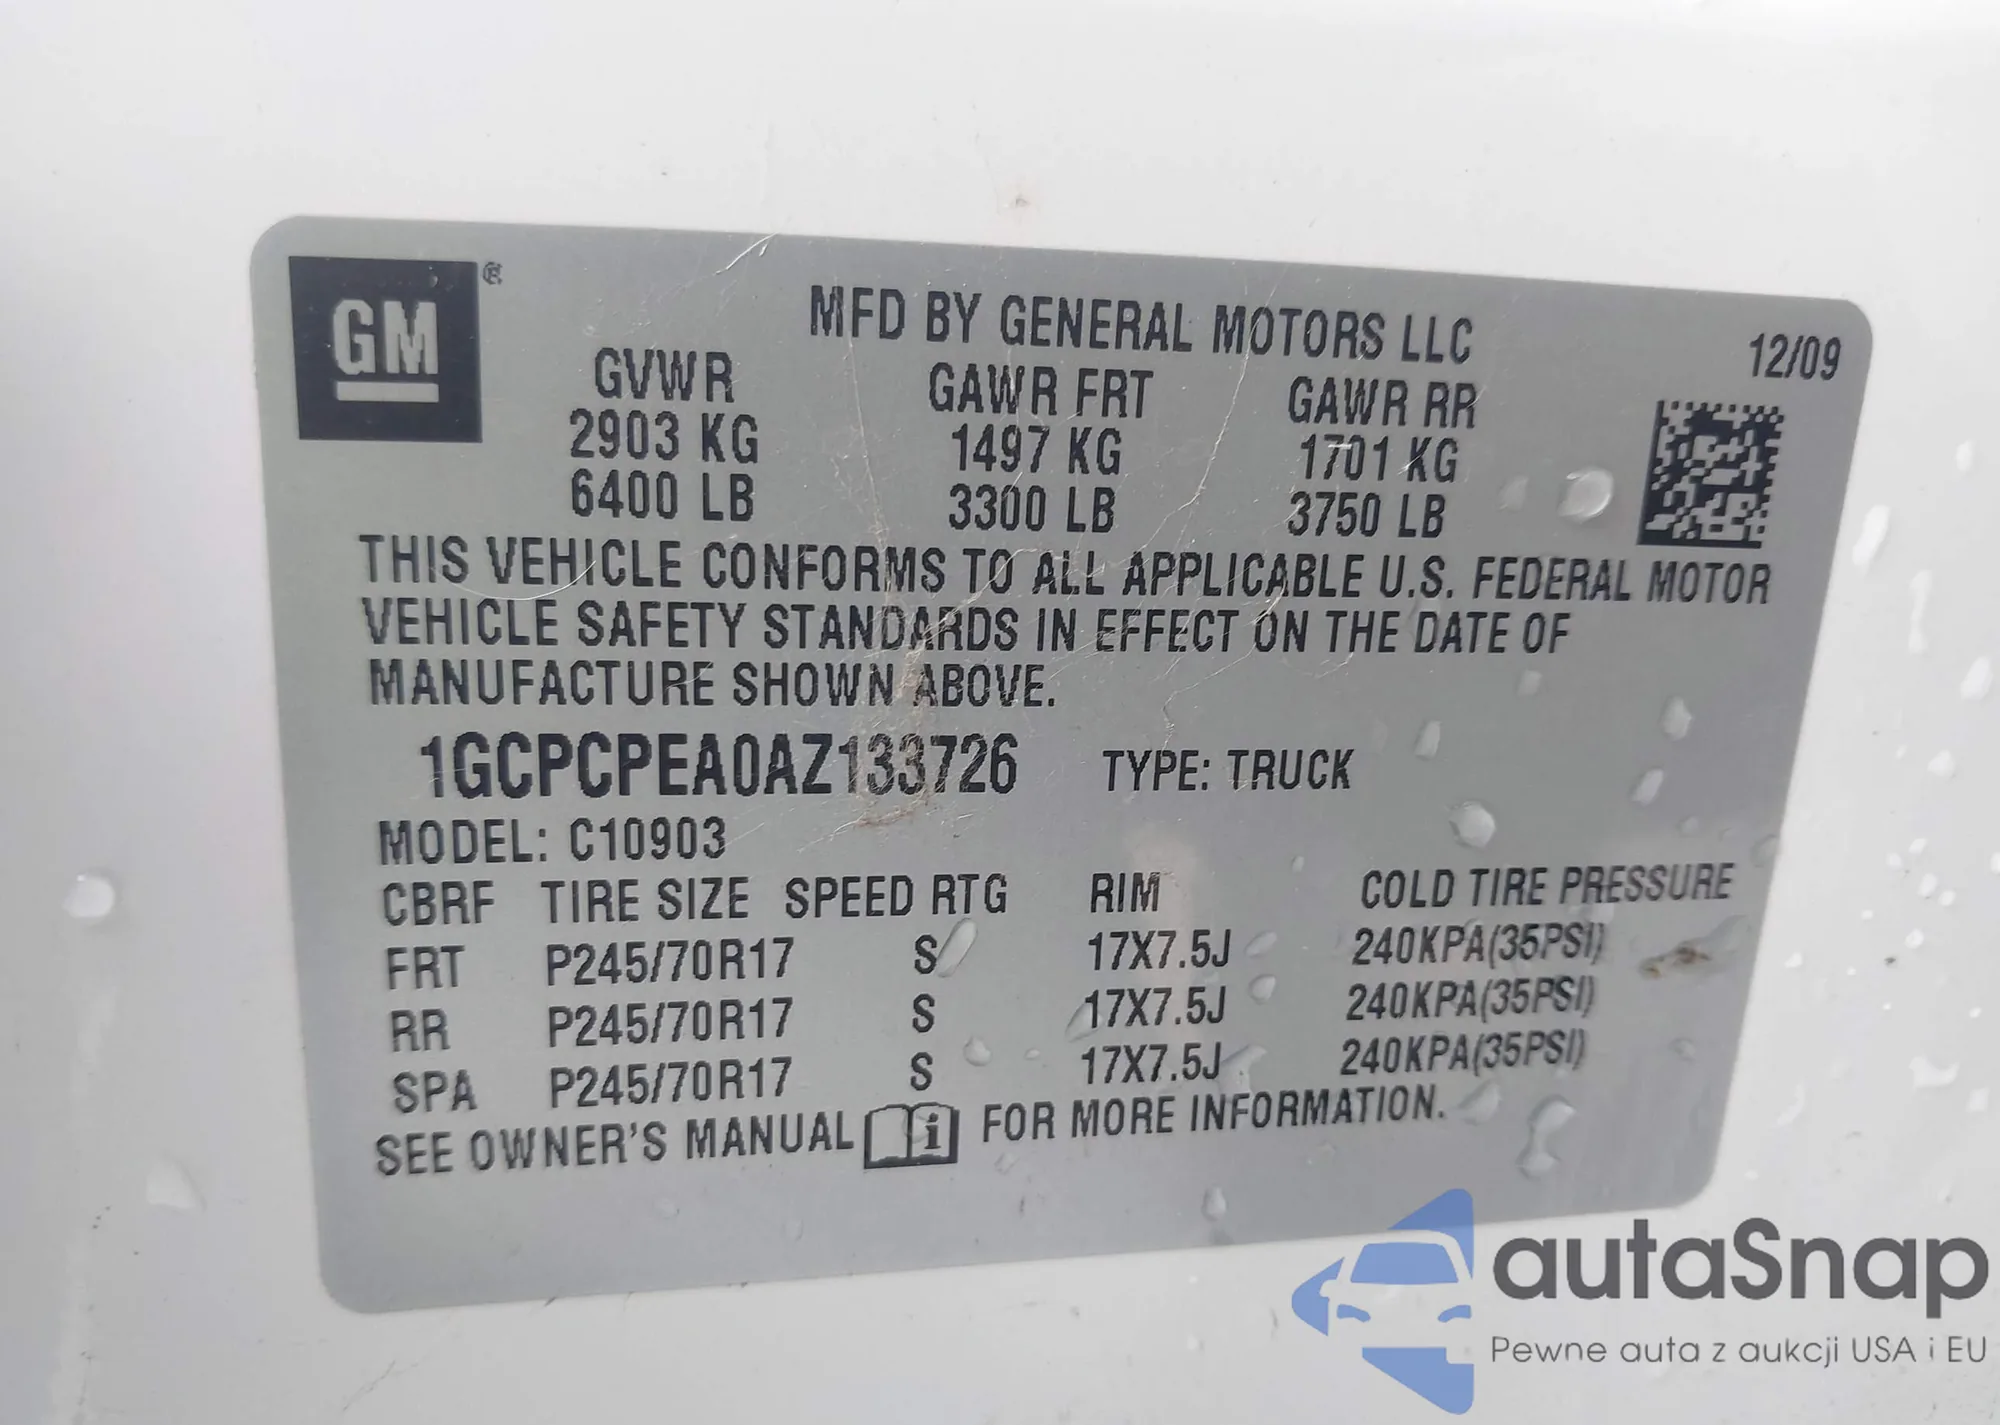 GM®
MFD BY GENERAL MOTORS LLC
12/09
GVWR GAWR FRT GAWR RR
2903 KG 1497 KG 1701 KG
6400 LB 3300 LB 3750 LB
THIS VEHICLE CONFORMS TO ALL APPLICABLE U.S. FEDERAL MOTOR
VEHICLE SAFETY STANDARDS IN EFFECT ON THE DATE OF
MANUFACTURE SHOWN ABOVE.
1GCPCPEA0AZ133726 TYPE: TRUCK
MODEL: C10903
CBRF TIRE SIZE SPEED RTG RIM COLD TIRE PRESSURE
FRT P245/70R17 S 17X7.5J 240KPA(35PSI)
RR P245/70R17 S 17X7.5J 240KPA(35PSI)
SPA P245/70R17 S 17X7.5J 240KPA(35PSI)
SEE OWNER'S MANUAL i FOR MORE INFORMATION.
autaSnap
Pewne auta z aukcji USA i EU